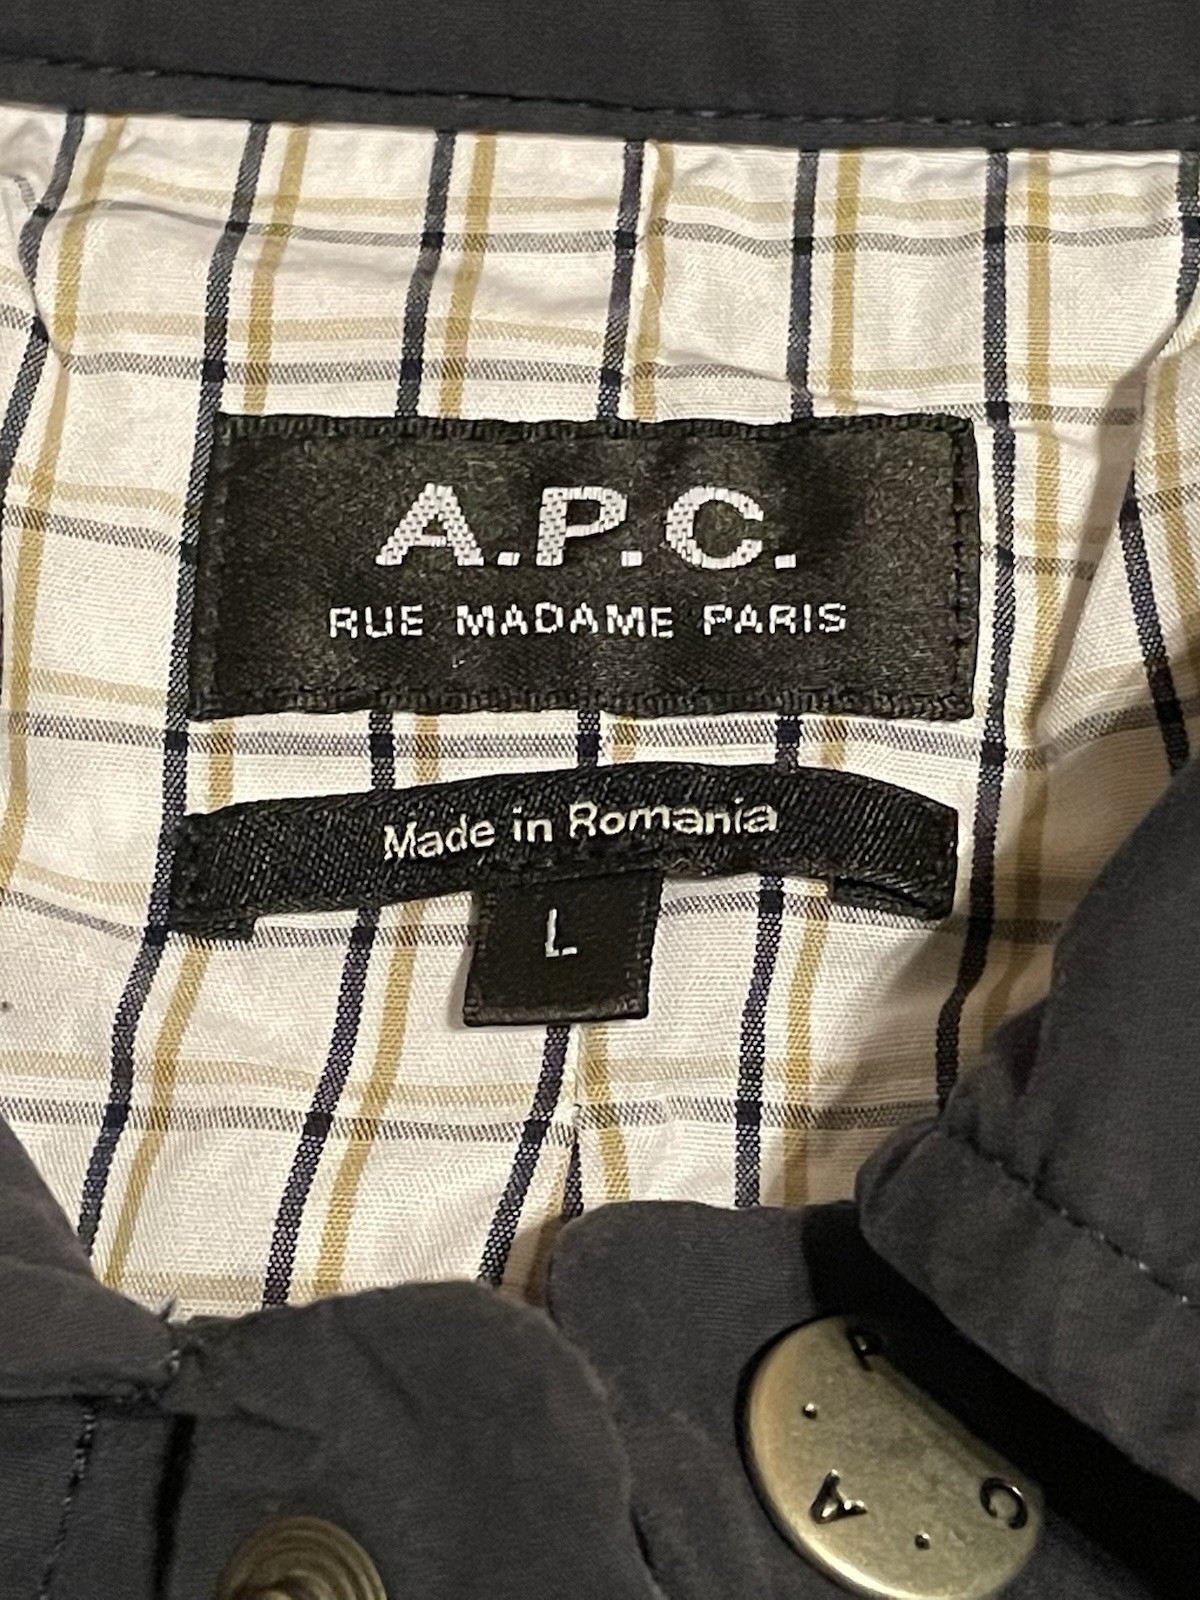 A.P.C.
RUE MADAME PARIS
Made in Romania
L
A . P . C .